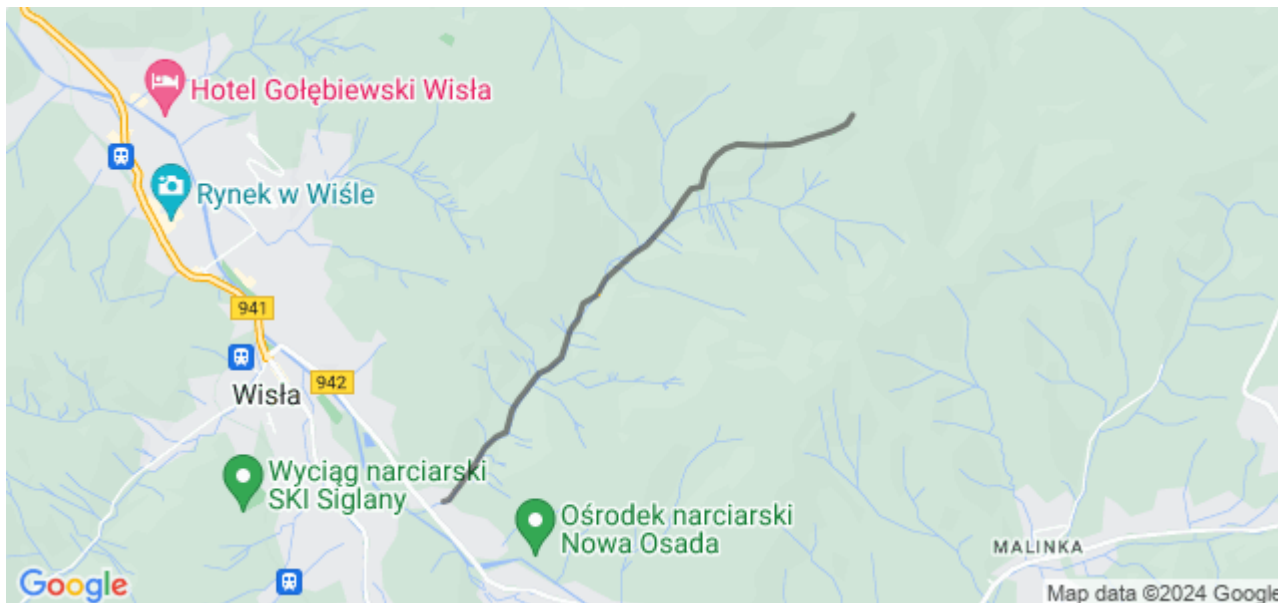 Hotel Gołębiewski Wisła
Rynek w Wiśle
941
942
Wisła
Wyciąg narciarski
SKI Siglany
Ośrodek narciarski
Nowa Osada
MALINKA
Google
Map data ©2024 Google